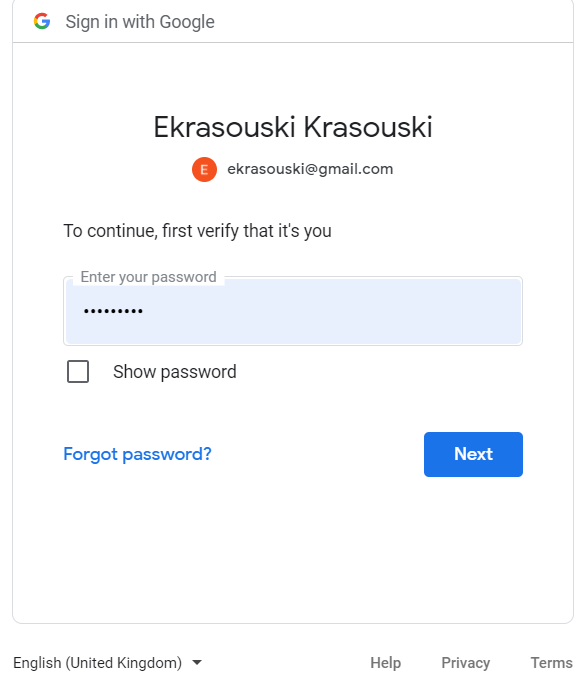 Sign in with Google
Ekrasouski Krasouski
E ekrasouski@gmail.com
To continue, first verify that it's you
Enter your password
•••••••••
Show password
Forgot password? Next
English (United Kingdom) Help Privacy Terms